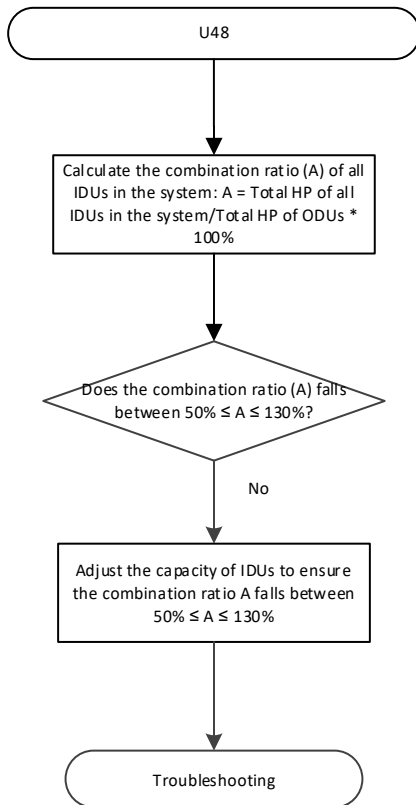 U48
Calculate the combination ratio (A) of all
IDUs in the system: A = Total HP of all
IDUs in the system/Total HP of ODUs *
100%
Does the combination ratio (A) falls
between 50% ≤ A ≤ 130%?
No
Adjust the capacity of IDUs to ensure
the combination ratio A falls between
50% ≤ A ≤ 130%
Troubleshooting